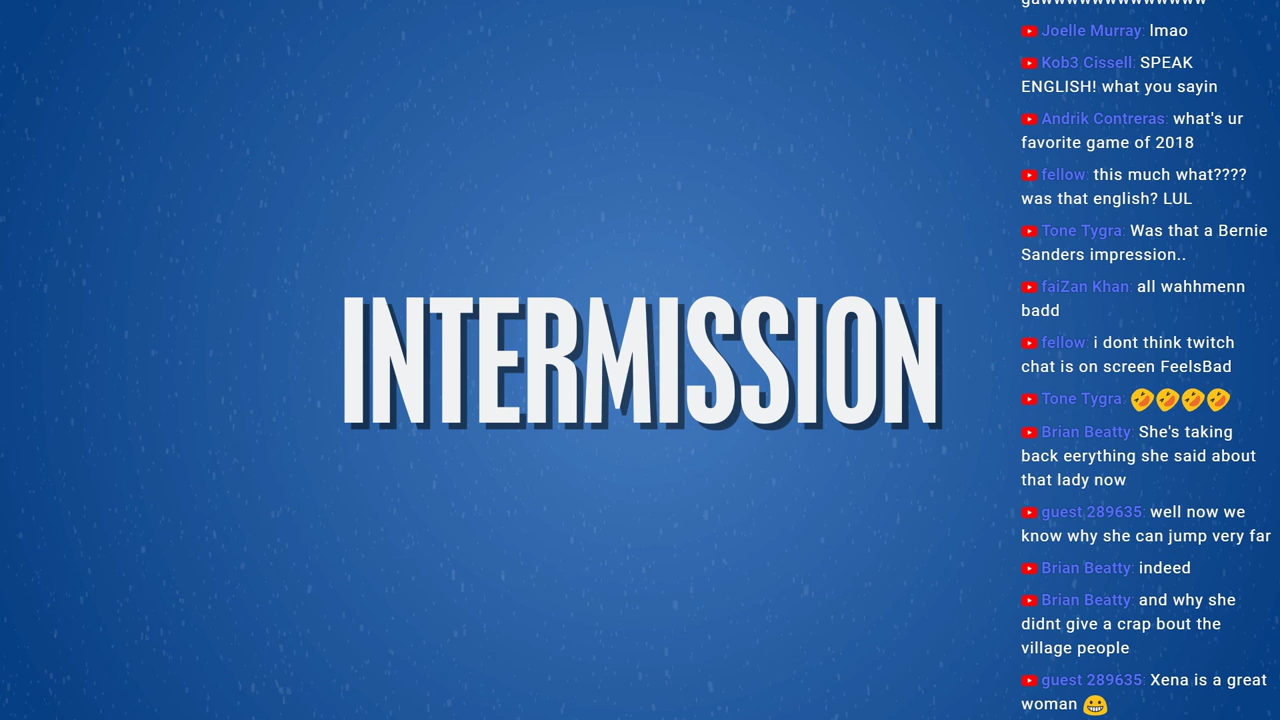 gawwwwwwwwwwwwww
Joelle Murray: lmao
Kob3 Cissell: SPEAK
ENGLISH! what you sayin
Andrik Contreras: what's ur
favorite game of 2018
fellow: this much what????
was that english? LUL
Tone Tygra: Was that a Bernie
Sanders impression..
faiZan Khan: all wahhmenn
badd
fellow: i dont think twitch
chat is on screen FeelsBad
Tone Tygra: 🤣🤣🤣🤣
Brian Beatty: She's taking
back eerything she said about
that lady now
guest 289635: well now we
know why she can jump very far
Brian Beatty: indeed
Brian Beatty: and why she
didnt give a crap bout the
village people
guest 289635: Xena is a great
woman 😬
INTERMISSION